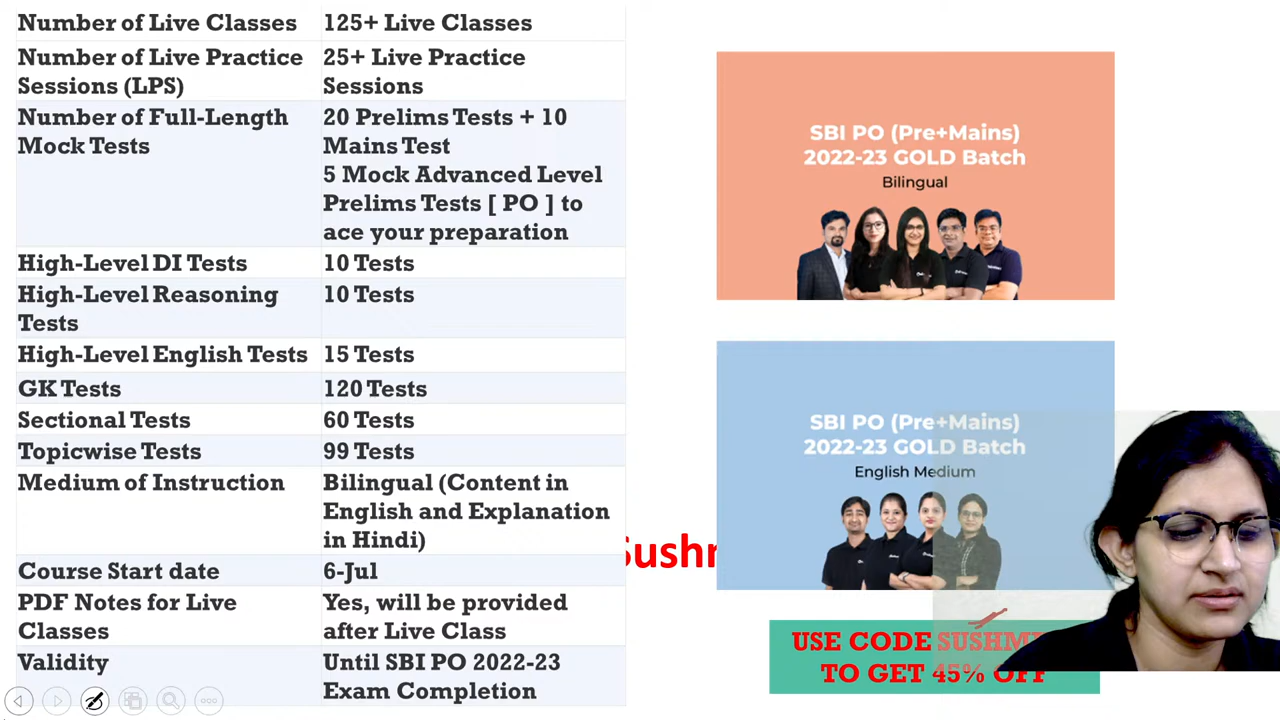 Number of Live Classes 125+ Live Classes
Number of Live Practice 25+ Live Practice
Sessions (LPS) Sessions
Number of Full-Length 20 Prelims Tests + 10
Mock Tests Mains Test
5 Mock Advanced Level
Prelims Tests [ PO ] to
ace your preparation
High-Level DI Tests 10 Tests
High-Level Reasoning 10 Tests
Tests
High-Level English Tests 15 Tests
GK Tests 120 Tests
Sectional Tests 60 Tests
Topicwise Tests 99 Tests
Medium of Instruction Bilingual (Content in
English and Explanation
in Hindi)
Course Start date 6-Jul
PDF Notes for Live Yes, will be provided
Classes after Live Class
Validity Until SBI PO 2022-23
Exam Completion
SBI PO (Pre+Mains)
2022-23 GOLD Batch
Bilingual
SBI PO (Pre+Mains)
2022-23 GOLD Batch
English Medium
USE CODE
TO GET 45% OFF